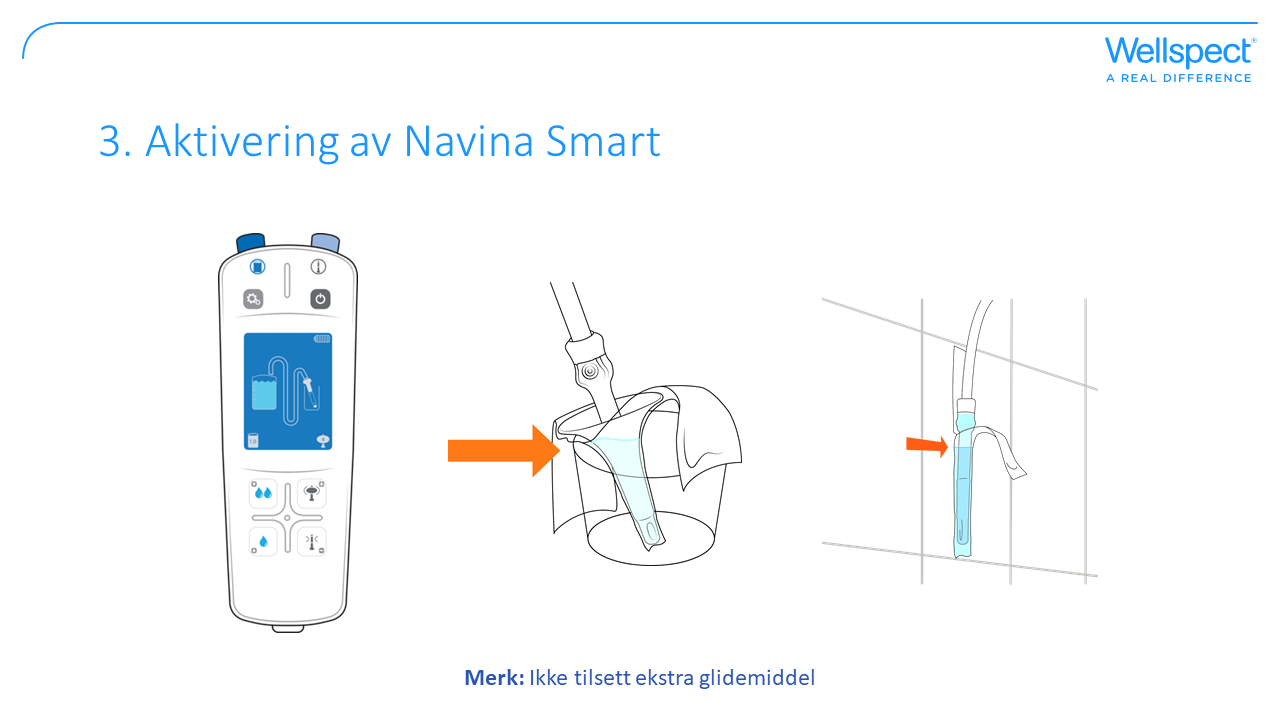 Wellspect®
A REAL DIFFERENCE
3. Aktivering av Navina Smart
Merk: Ikke tilsett ekstra glidemiddel